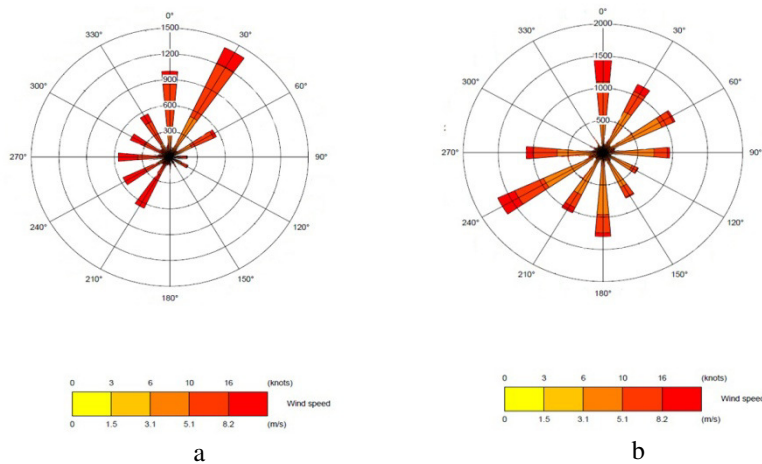 0°
330° 1500 30°
1200
300° 900 60°
600
300
270° 90°
240° 120°
210° 150°
180°
0 3 6 10 16 (knots)
Wind speed
0 1.5 3.1 5.1 8.2 (m/s)
a
0°
2000
330° 30°
1500
300° 1000 60°
500
270° 90°
240° 120°
210° 150°
180°
0 3 6 10 16 (knots)
Wind speed
0 1.5 3.1 5.1 8.2 (m/s)
b